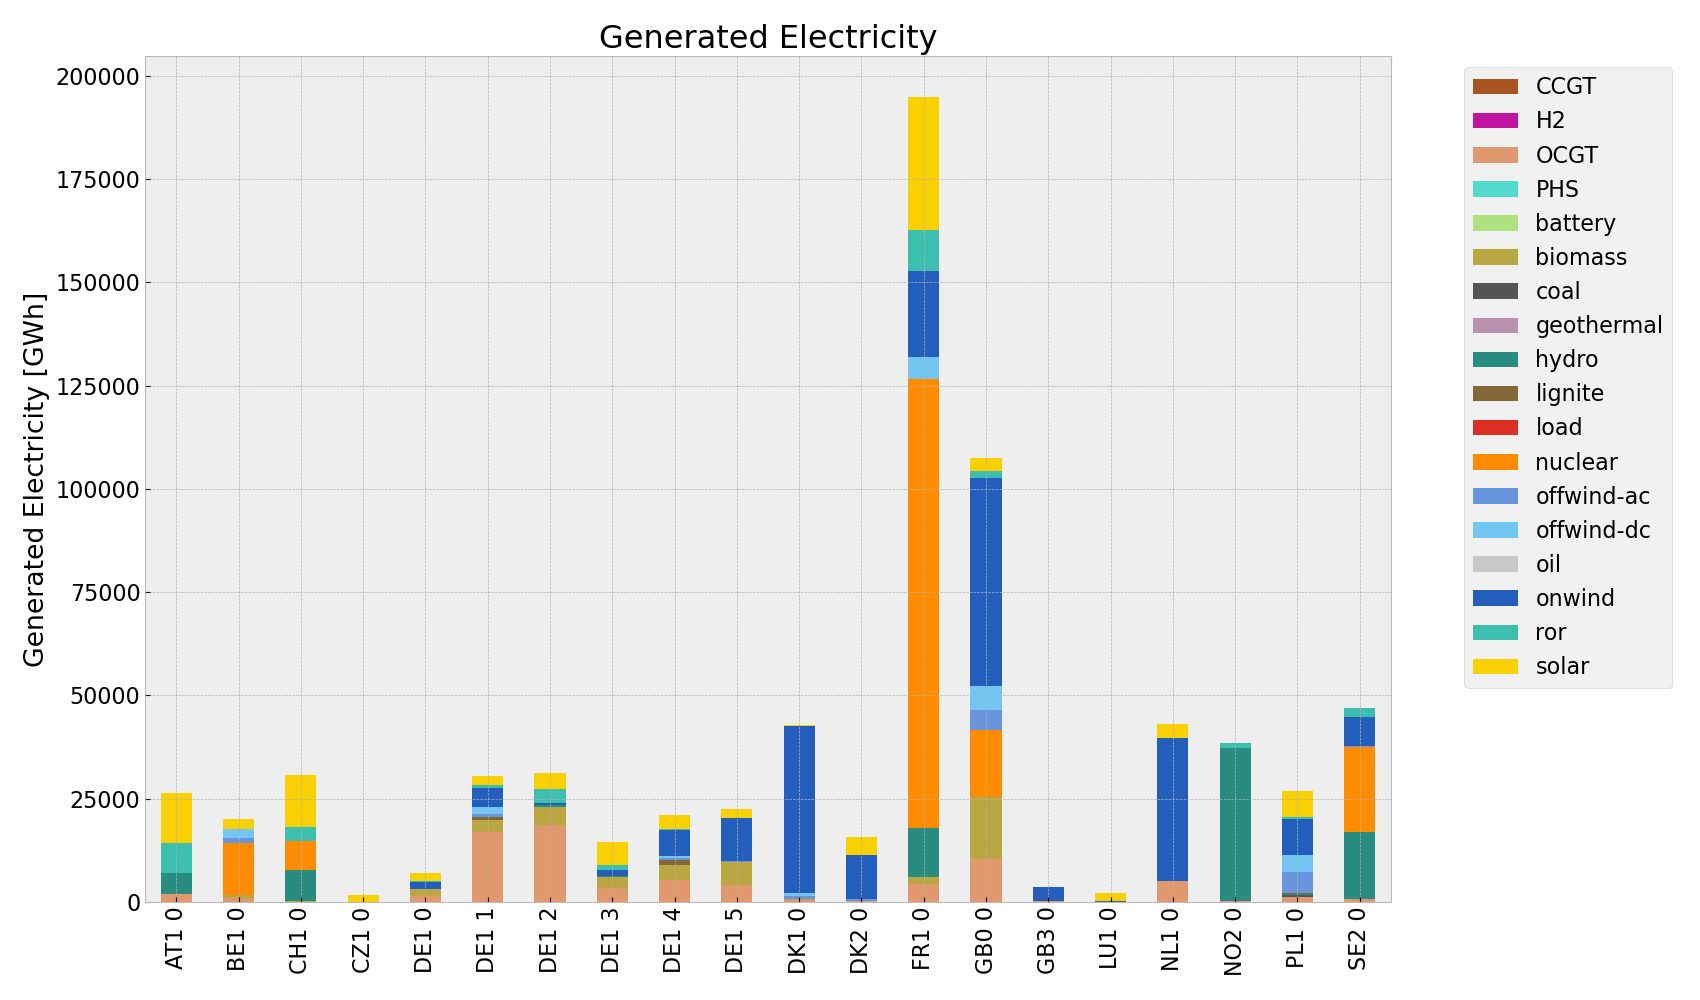 Generated Electricity
Generated Electricity [GWh]
200000
175000
150000
125000
100000
75000
50000
25000
0
AT1 0
BE1 0
CH1 0
CZ1 0
DE1 0
DE1 1
DE1 2
DE1 3
DE1 4
DE1 5
DK1 0
DK2 0
FR1 0
GB0 0
GB3 0
LU1 0
NL1 0
NO2 0
PL1 0
SE2 0
CCGT
H2
OCGT
PHS
battery
biomass
coal
geothermal
hydro
lignite
load
nuclear
offwind-ac
offwind-dc
oil
onwind
ror
solar